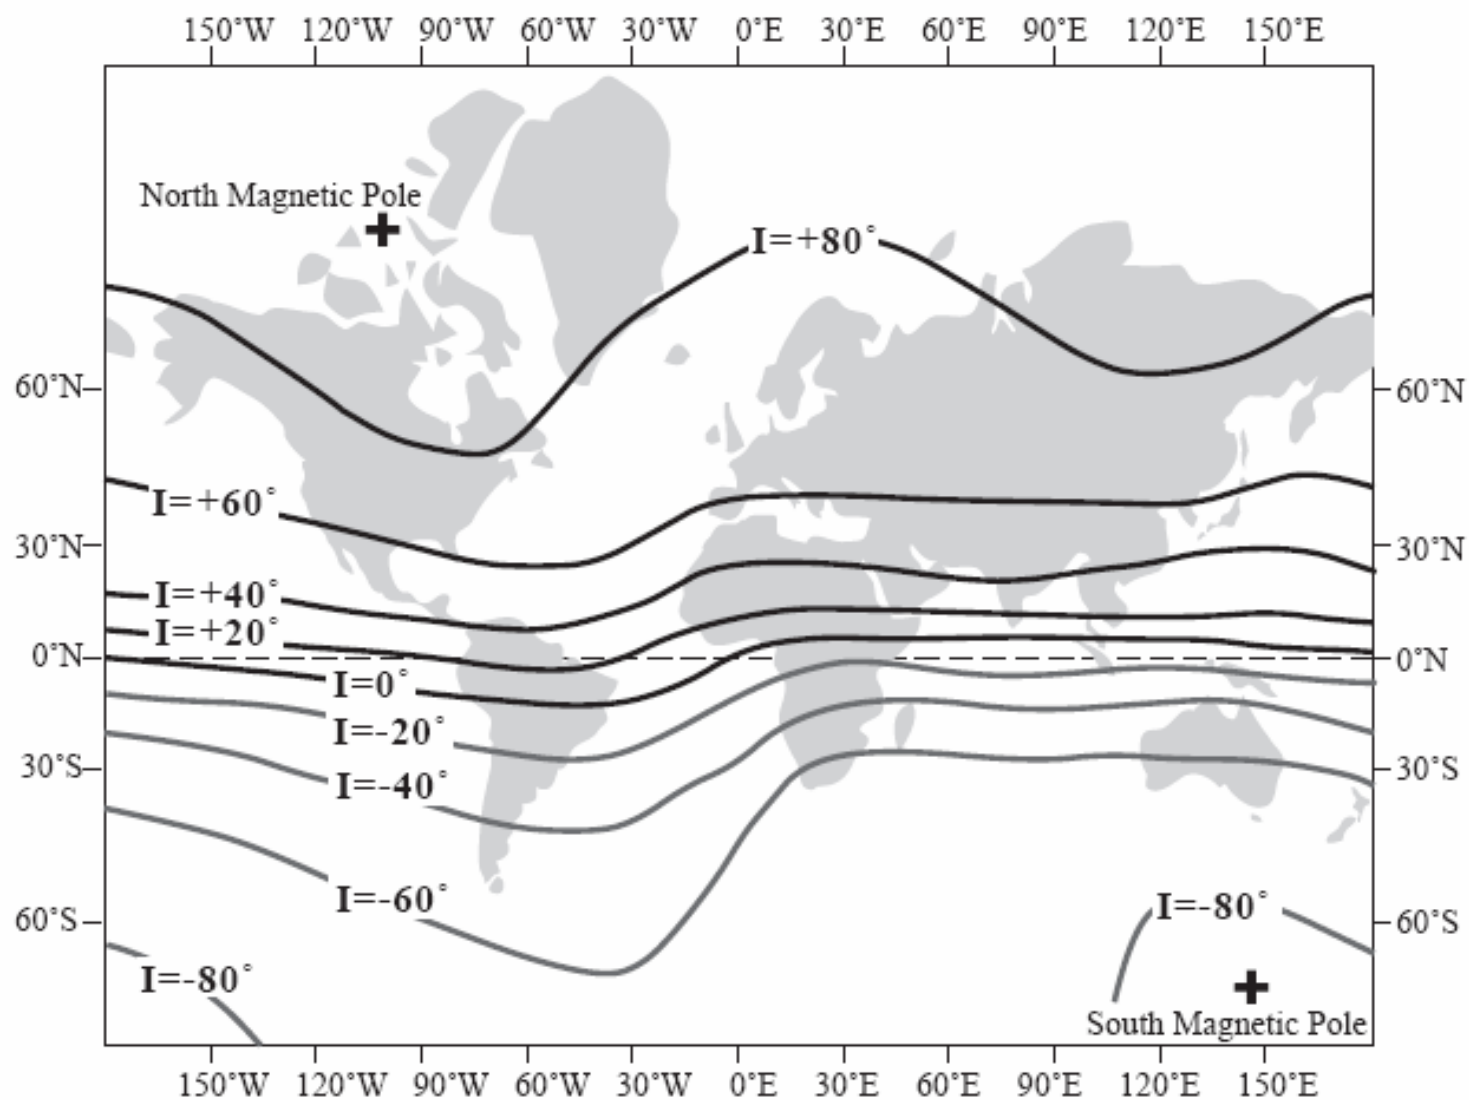 150˚W 120˚W 90˚W 60˚W 30˚W 0˚E 30˚E 60˚E 90˚E 120˚E 150˚E
North Magnetic Pole
I=+80˚
60˚N 60˚N
I=+60˚
30˚N 30˚N
I=+40˚
I=+20˚
0˚N 0˚N
I=0˚
I=-20˚
30˚S 30˚S
I=-40˚
I=-60˚
I=-80˚
60˚S 60˚S
I=-80˚
South Magnetic Pole
150˚W 120˚W 90˚W 60˚W 30˚W 0˚E 30˚E 60˚E 90˚E 120˚E 150˚E